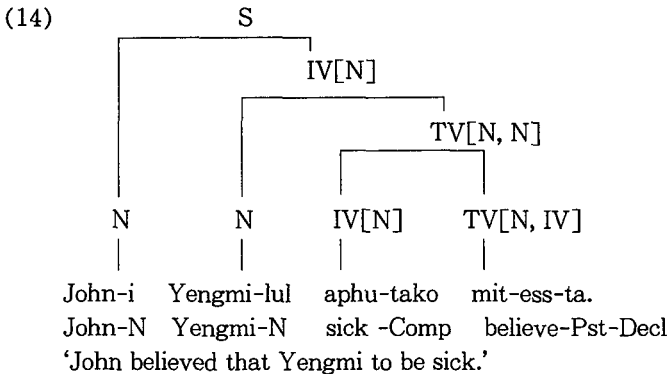 (14) S
IV[N]
TV[N, N]
N N IV[N] TV[N, IV]
John-i Yengmi-lul aphu-tako mit-ess-ta.
John-N Yengmi-N sick -Comp believe-Pst-Decl
'John believed that Yengmi to be sick.'